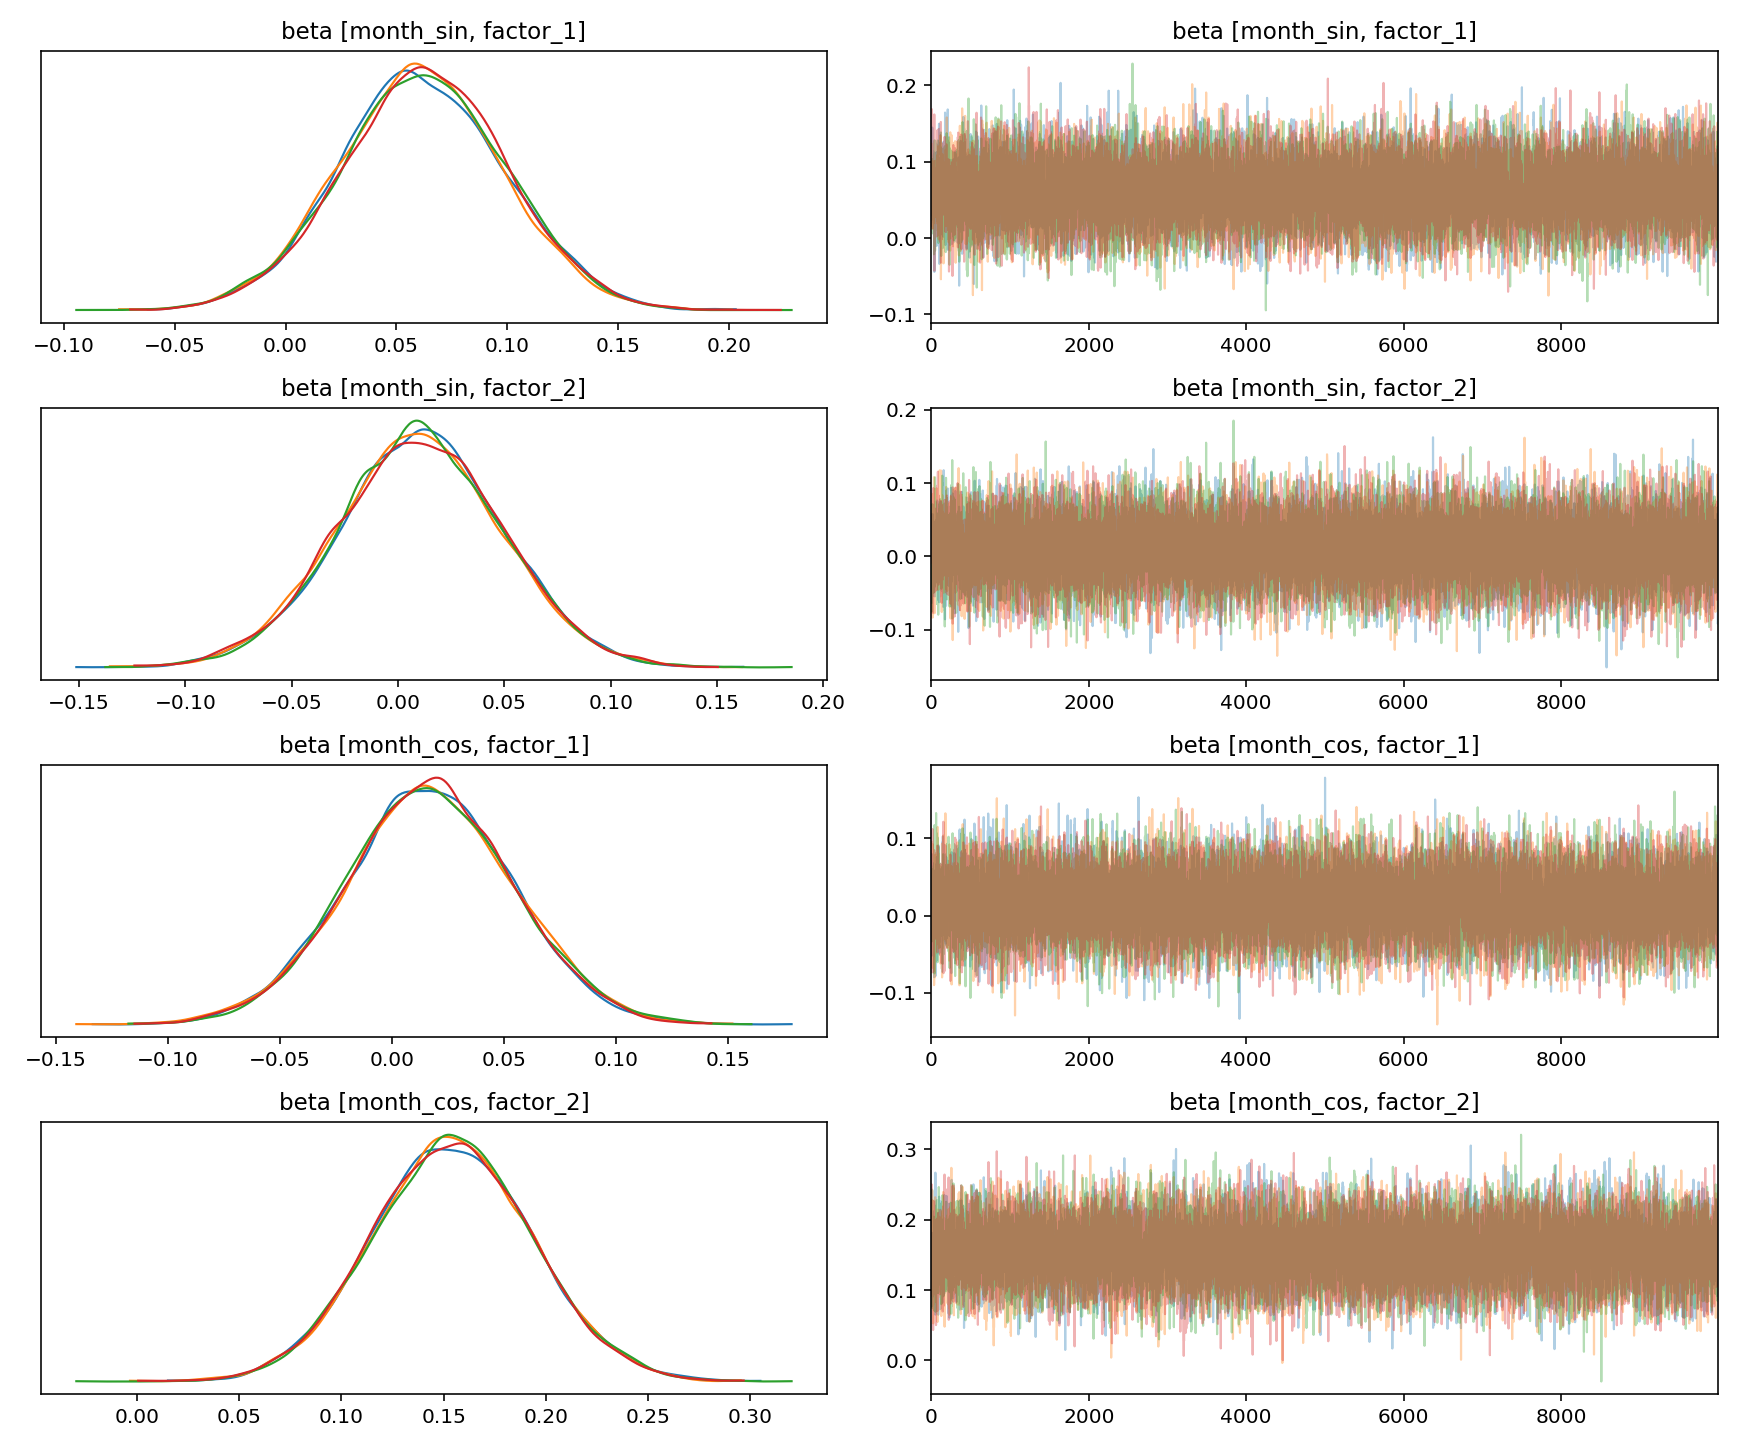 beta [month_sin, factor_1]
−0.10 −0.05 0.00 0.05 0.10 0.15 0.20
beta [month_sin, factor_1]
0.2
0.1
0.0
−0.1
0 2000 4000 6000 8000
beta [month_sin, factor_2]
−0.15 −0.10 −0.05 0.00 0.05 0.10 0.15 0.20
beta [month_sin, factor_2]
0.2
0.1
0.0
−0.1
0 2000 4000 6000 8000
beta [month_cos, factor_1]
−0.15 −0.10 −0.05 0.00 0.05 0.10 0.15
beta [month_cos, factor_1]
0.1
0.0
−0.1
0 2000 4000 6000 8000
beta [month_cos, factor_2]
0.00 0.05 0.10 0.15 0.20 0.25 0.30
beta [month_cos, factor_2]
0.3
0.2
0.1
0.0
0 2000 4000 6000 8000